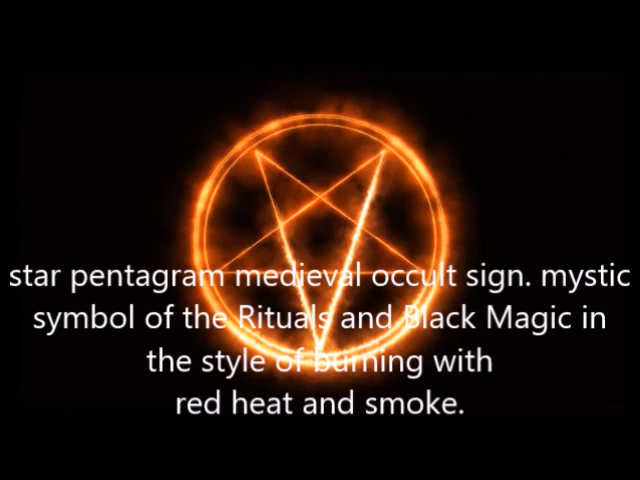 star pentagram medieval occult sign. mystic
symbol of the Rituals and Black Magic in
the style of burning with
red heat and smoke.